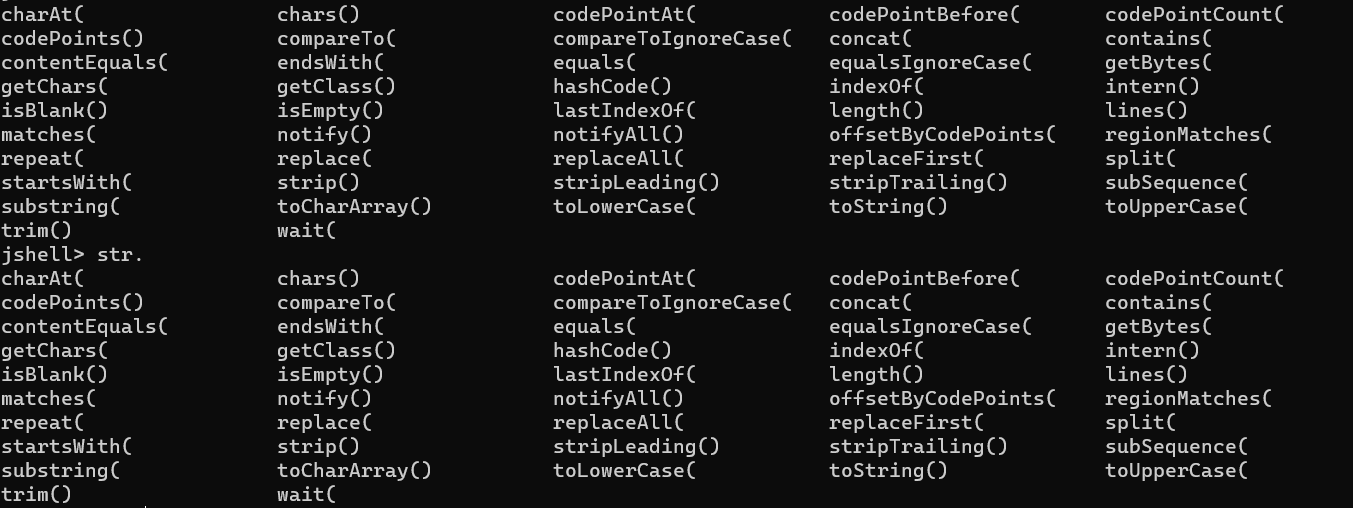 charAt( chars() codePointAt( codePointBefore( codePointCount(
codePoints() compareTo( compareToIgnoreCase( concat( contains(
contentEquals( endsWith( equals( equalsIgnoreCase( getBytes(
getChars( getClass() hashCode() indexOf( intern()
isBlank() isEmpty() lastIndexOf( length() lines()
matches( notify() notifyAll() offsetByCodePoints( regionMatches(
repeat( replace( replaceAll( replaceFirst( split(
startsWith( strip() stripLeading() stripTrailing() subSequence(
substring( toCharArray() toLowerCase( toString() toUpperCase(
trim() wait(
jshell> str.
charAt( chars() codePointAt( codePointBefore( codePointCount(
codePoints() compareTo( compareToIgnoreCase( concat( contains(
contentEquals( endsWith( equals( equalsIgnoreCase( getBytes(
getChars( getClass() hashCode() indexOf( intern()
isBlank() isEmpty() lastIndexOf( length() lines()
matches( notify() notifyAll() offsetByCodePoints( regionMatches(
repeat( replace( replaceAll( replaceFirst( split(
startsWith( strip() stripLeading() stripTrailing() subSequence(
substring( toCharArray() toLowerCase( toString() toUpperCase(
trim() wait(